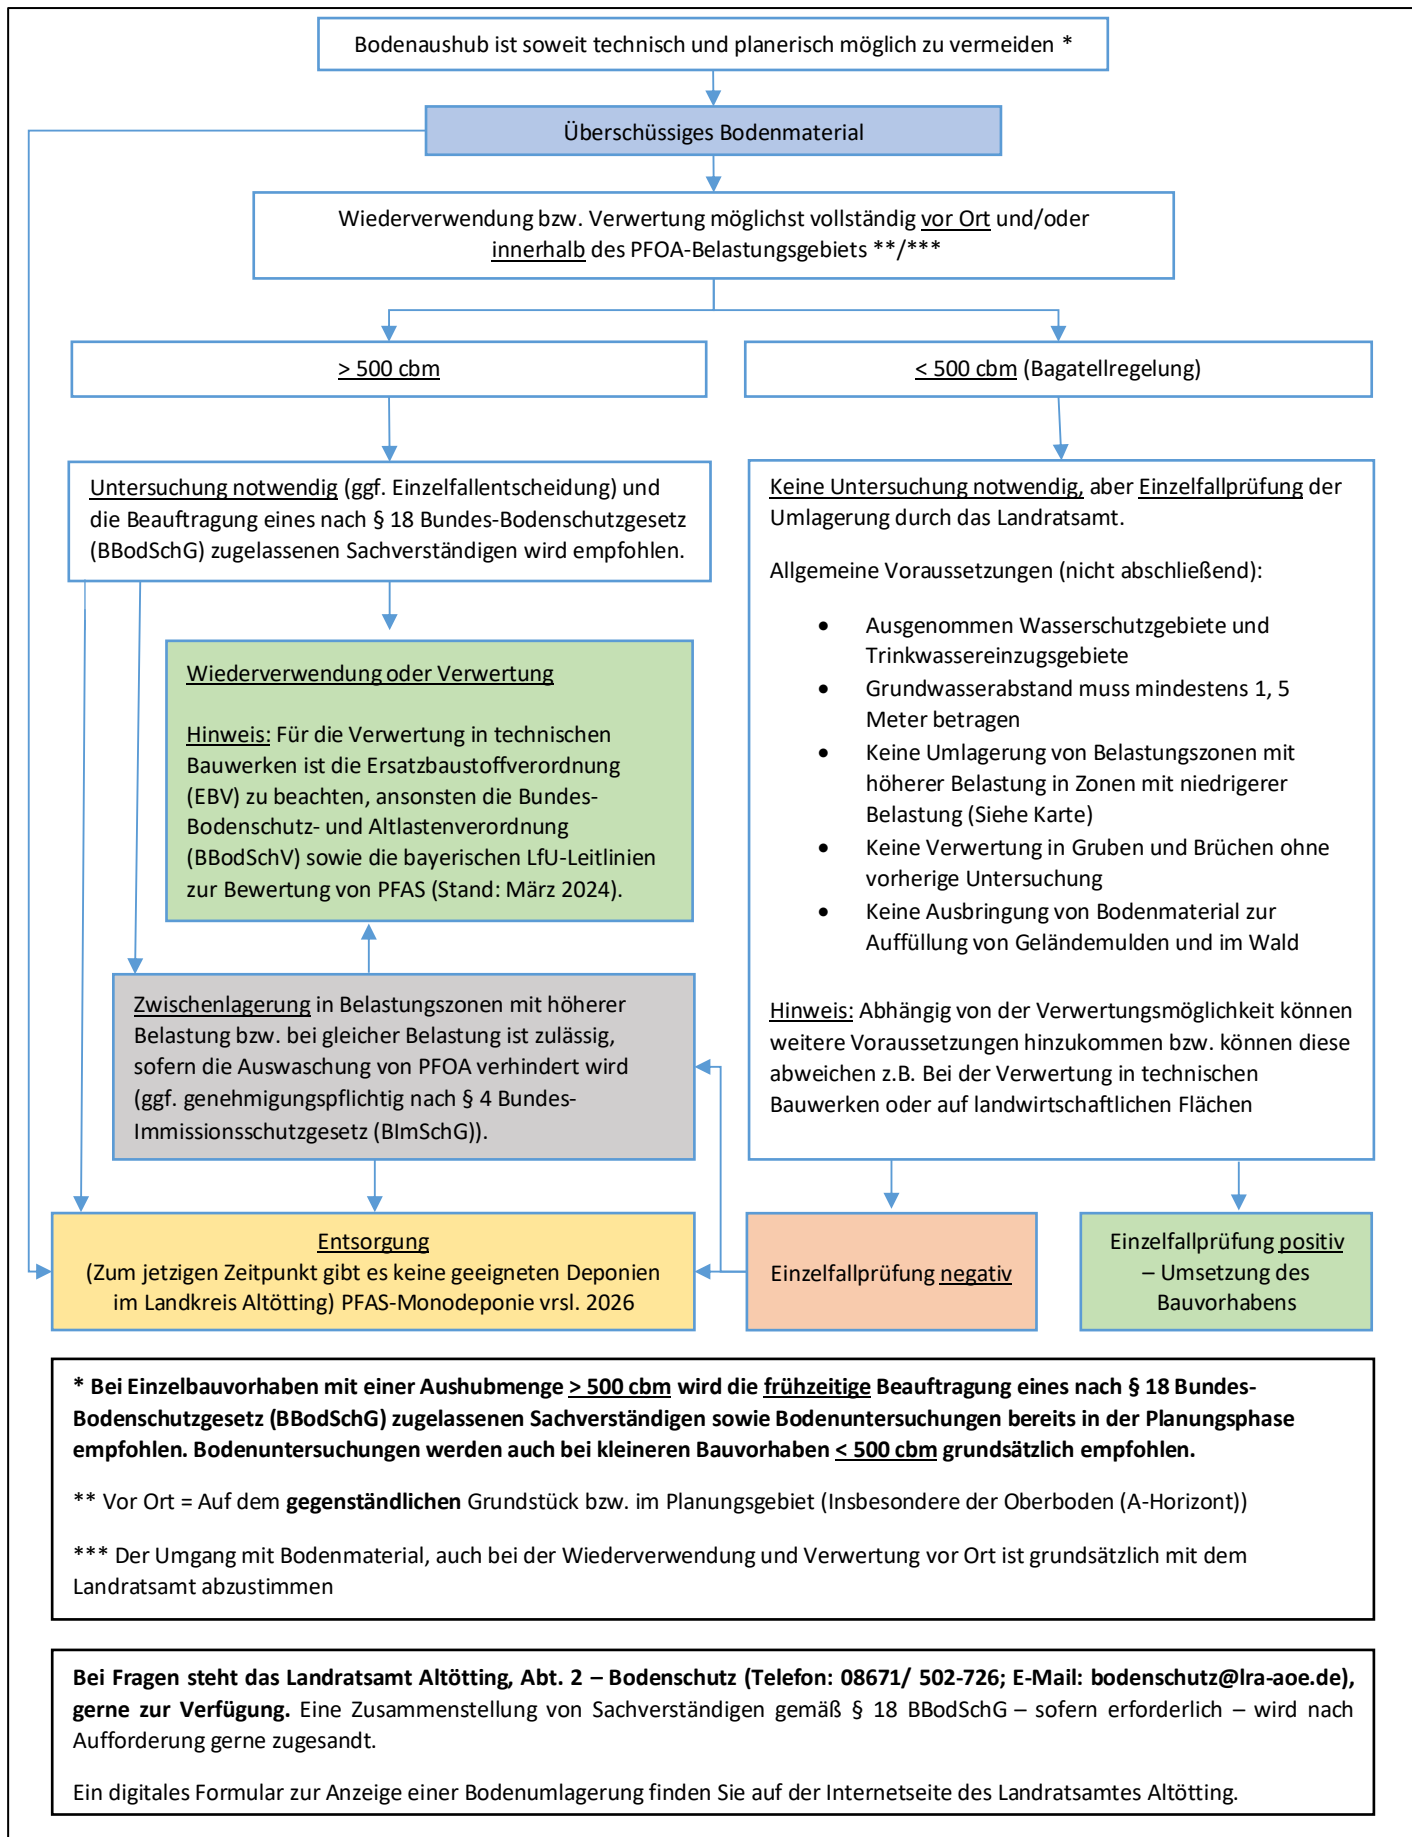 Bodenaushub ist soweit technisch und planerisch möglich zu vermeiden *
Überschüssiges Bodenmaterial
Wiederverwendung bzw. Verwertung möglichst vollständig vor Ort und/oder
innerhalb des PFOA-Belastungsgebiets **/***
> 500 cbm
< 500 cbm (Bagatellregelung)
Untersuchung notwendig (ggf. Einzelfallentscheidung) und
die Beauftragung eines nach § 18 Bundes-Bodenschutzgesetz
(BBodSchG) zugelassenen Sachverständigen wird empfohlen.
Wiederverwendung oder Verwertung
Hinweis: Für die Verwertung in technischen
Bauwerken ist die Ersatzbaustoffverordnung
(EBV) zu beachten, ansonsten die Bundes-
Bodenschutz- und Altlastenverordnung
(BBodSchV) sowie die bayerischen LfU-Leitlinien
zur Bewertung von PFAS (Stand: März 2024).
Zwischenlagerung in Belastungszonen mit höherer
Belastung bzw. bei gleicher Belastung ist zulässig,
sofern die Auswaschung von PFOA verhindert wird
(ggf. genehmigungspflichtig nach § 4 Bundes-
Immissionsschutzgesetz (BImSchG)).
Keine Untersuchung notwendig, aber Einzelfallprüfung der
Umlagerung durch das Landratsamt.
Allgemeine Voraussetzungen (nicht abschließend):
• Ausgenommen Wasserschutzgebiete und
Trinkwassereinzugsgebiete
• Grundwasserabstand muss mindestens 1, 5
Meter betragen
• Keine Umlagerung von Belastungszonen mit
höherer Belastung in Zonen mit niedrigerer
Belastung (Siehe Karte)
• Keine Verwertung in Gruben und Brüchen ohne
vorherige Untersuchung
• Keine Ausbringung von Bodenmaterial zur
Auffüllung von Geländemulden und im Wald
Hinweis: Abhängig von der Verwertungsmöglichkeit können
weitere Voraussetzungen hinzukommen bzw. können diese
abweichen z.B. Bei der Verwertung in technischen
Bauwerken oder auf landwirtschaftlichen Flächen
Entsorgung
(Zum jetzigen Zeitpunkt gibt es keine geeigneten Deponien
im Landkreis Altötting) PFAS-Monodeponie vrsl. 2026
Einzelfallprüfung negativ
Einzelfallprüfung positiv
– Umsetzung des
Bauvorhabens
* Bei Einzelbauvorhaben mit einer Aushubmenge > 500 cbm wird die frühzeitige Beauftragung eines nach § 18 Bundes-
Bodenschutzgesetz (BBodSchG) zugelassenen Sachverständigen sowie Bodenuntersuchungen bereits in der Planungsphase
empfohlen. Bodenuntersuchungen werden auch bei kleineren Bauvorhaben < 500 cbm grundsätzlich empfohlen.
** Vor Ort = Auf dem gegenständlichen Grundstück bzw. im Planungsgebiet (Insbesondere der Oberboden (A-Horizont))
*** Der Umgang mit Bodenmaterial, auch bei der Wiederverwendung und Verwertung vor Ort ist grundsätzlich mit dem
Landratsamt abzustimmen
Bei Fragen steht das Landratsamt Altötting, Abt. 2 – Bodenschutz (Telefon: 08671/ 502-726; E-Mail: bodenschutz@lra-aoe.de),
gerne zur Verfügung. Eine Zusammenstellung von Sachverständigen gemäß § 18 BBodSchG – sofern erforderlich – wird nach
Aufforderung gerne zugesandt.
Ein digitales Formular zur Anzeige einer Bodenumlagerung finden Sie auf der Internetseite des Landratsamtes Altötting.